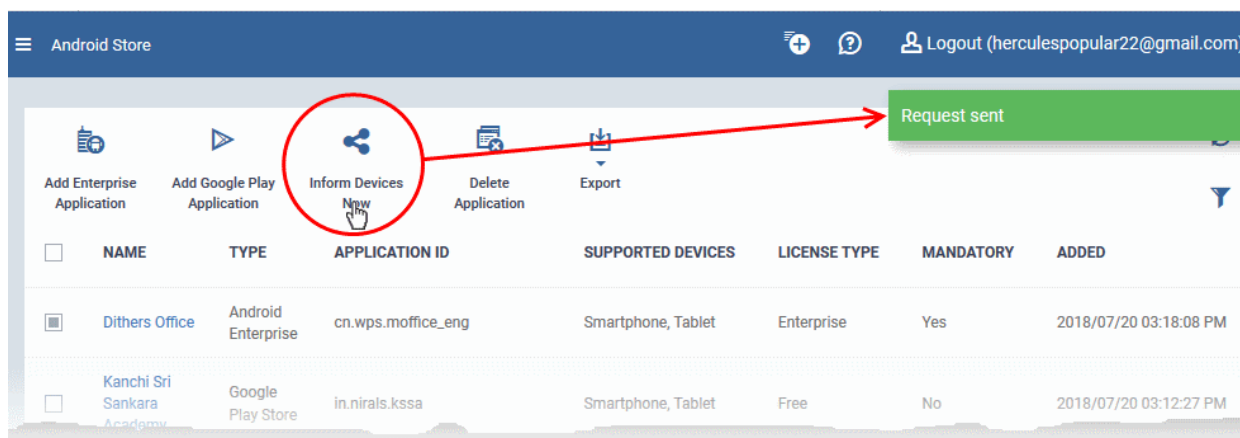 Android Store
Logout (herculespopular22@gmail.com)
Request sent
Add Enterprise
Application
Add Google Play
Application
Inform Devices
Now
Delete
Application
Export
NAME TYPE APPLICATION ID SUPPORTED DEVICES LICENSE TYPE MANDATORY ADDED
Dithers Office Android
Enterprise cn.wps.moffice_eng Smartphone, Tablet Enterprise Yes 2018/07/20 03:18:08 PM
Kanchi Sri
Sankara
Academy Google
Play Store in.nirals.kssa Smartphone, Tablet Free No 2018/07/20 03:12:27 PM